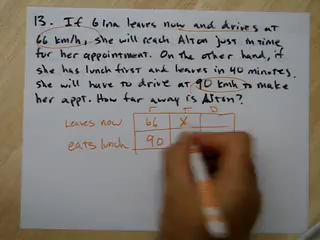 13. If Gina leaves now and drives at
66 km/h, she will reach Alton just in time
for her appointment. On the other hand, if
she has lunch first and leaves in 40 minutes,
she will have to drive at 90 kmh to make
her appt. How far away is Alton?
r T D
Leaves now 66 x
eats lunch 90